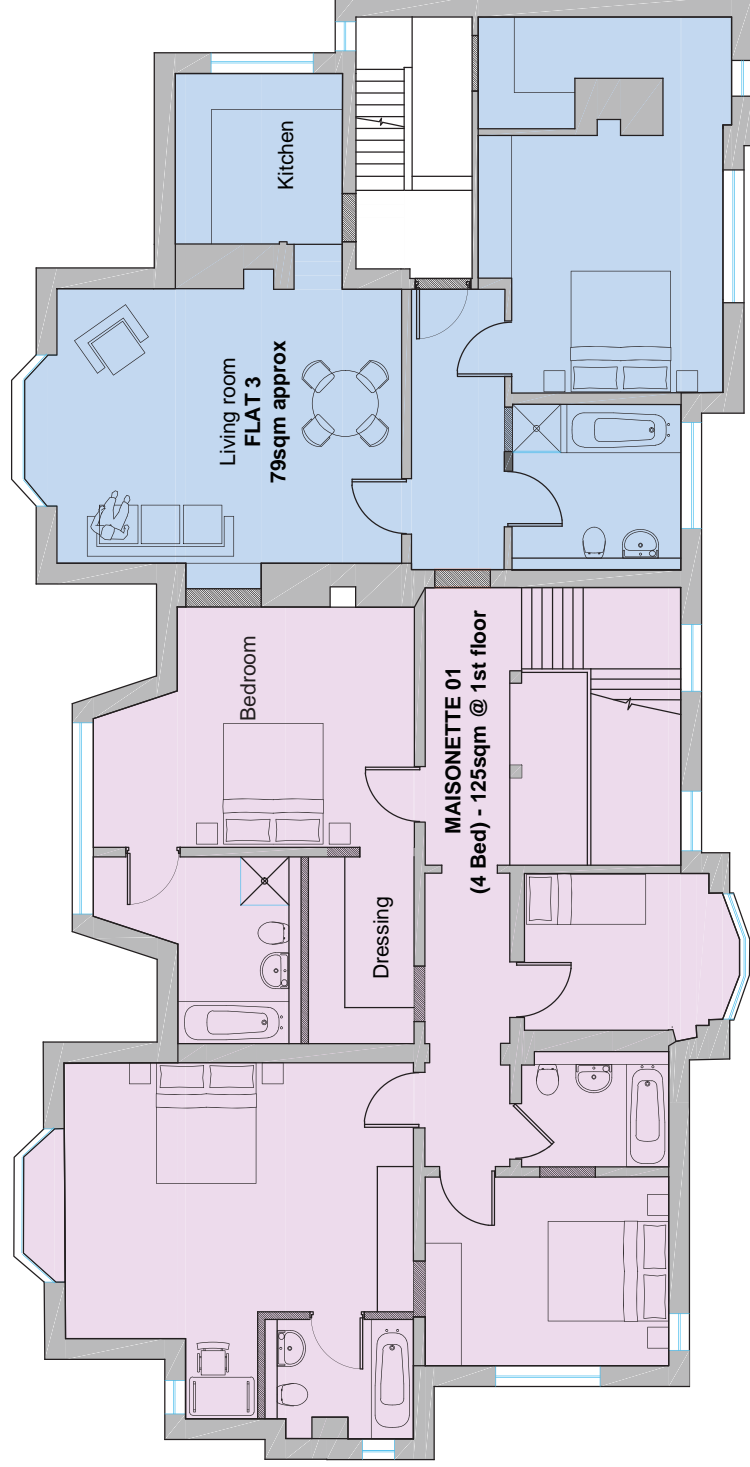 Kitchen
Living room
FLAT 3
79sqm approx
Bedroom
MAISONETTE 01
(4 Bed) - 125sqm @ 1st floor
Dressing